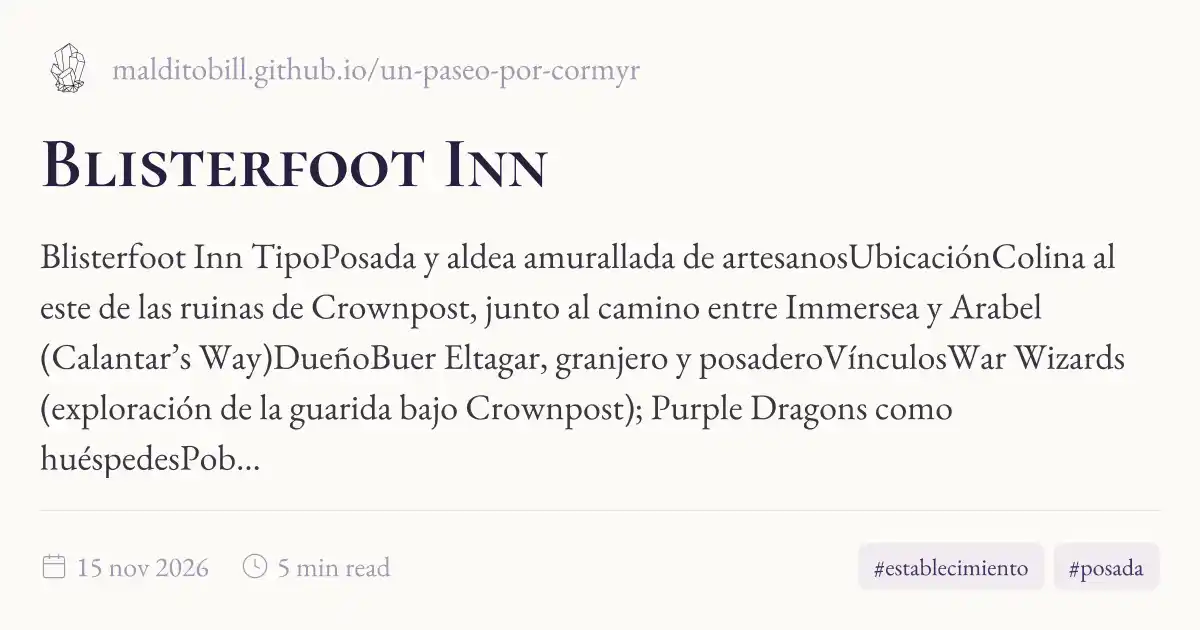 malditobill.github.io/un-paseo-por-cormyr
Blisterfoot Inn
Blisterfoot Inn TipoPosada y aldea amurallada de artesanosUbicaciónColina al
este de las ruinas de Crownpost, junto al camino entre Immersea y Arabel
(Calantar’s Way)DueñoBuer Eltagar, granjero y posaderoVínculosWar Wizards
(exploración de la guarida bajo Crownpost); Purple Dragons como
huéspedesPob...
15 nov 2026 5 min read #establecimiento #posada